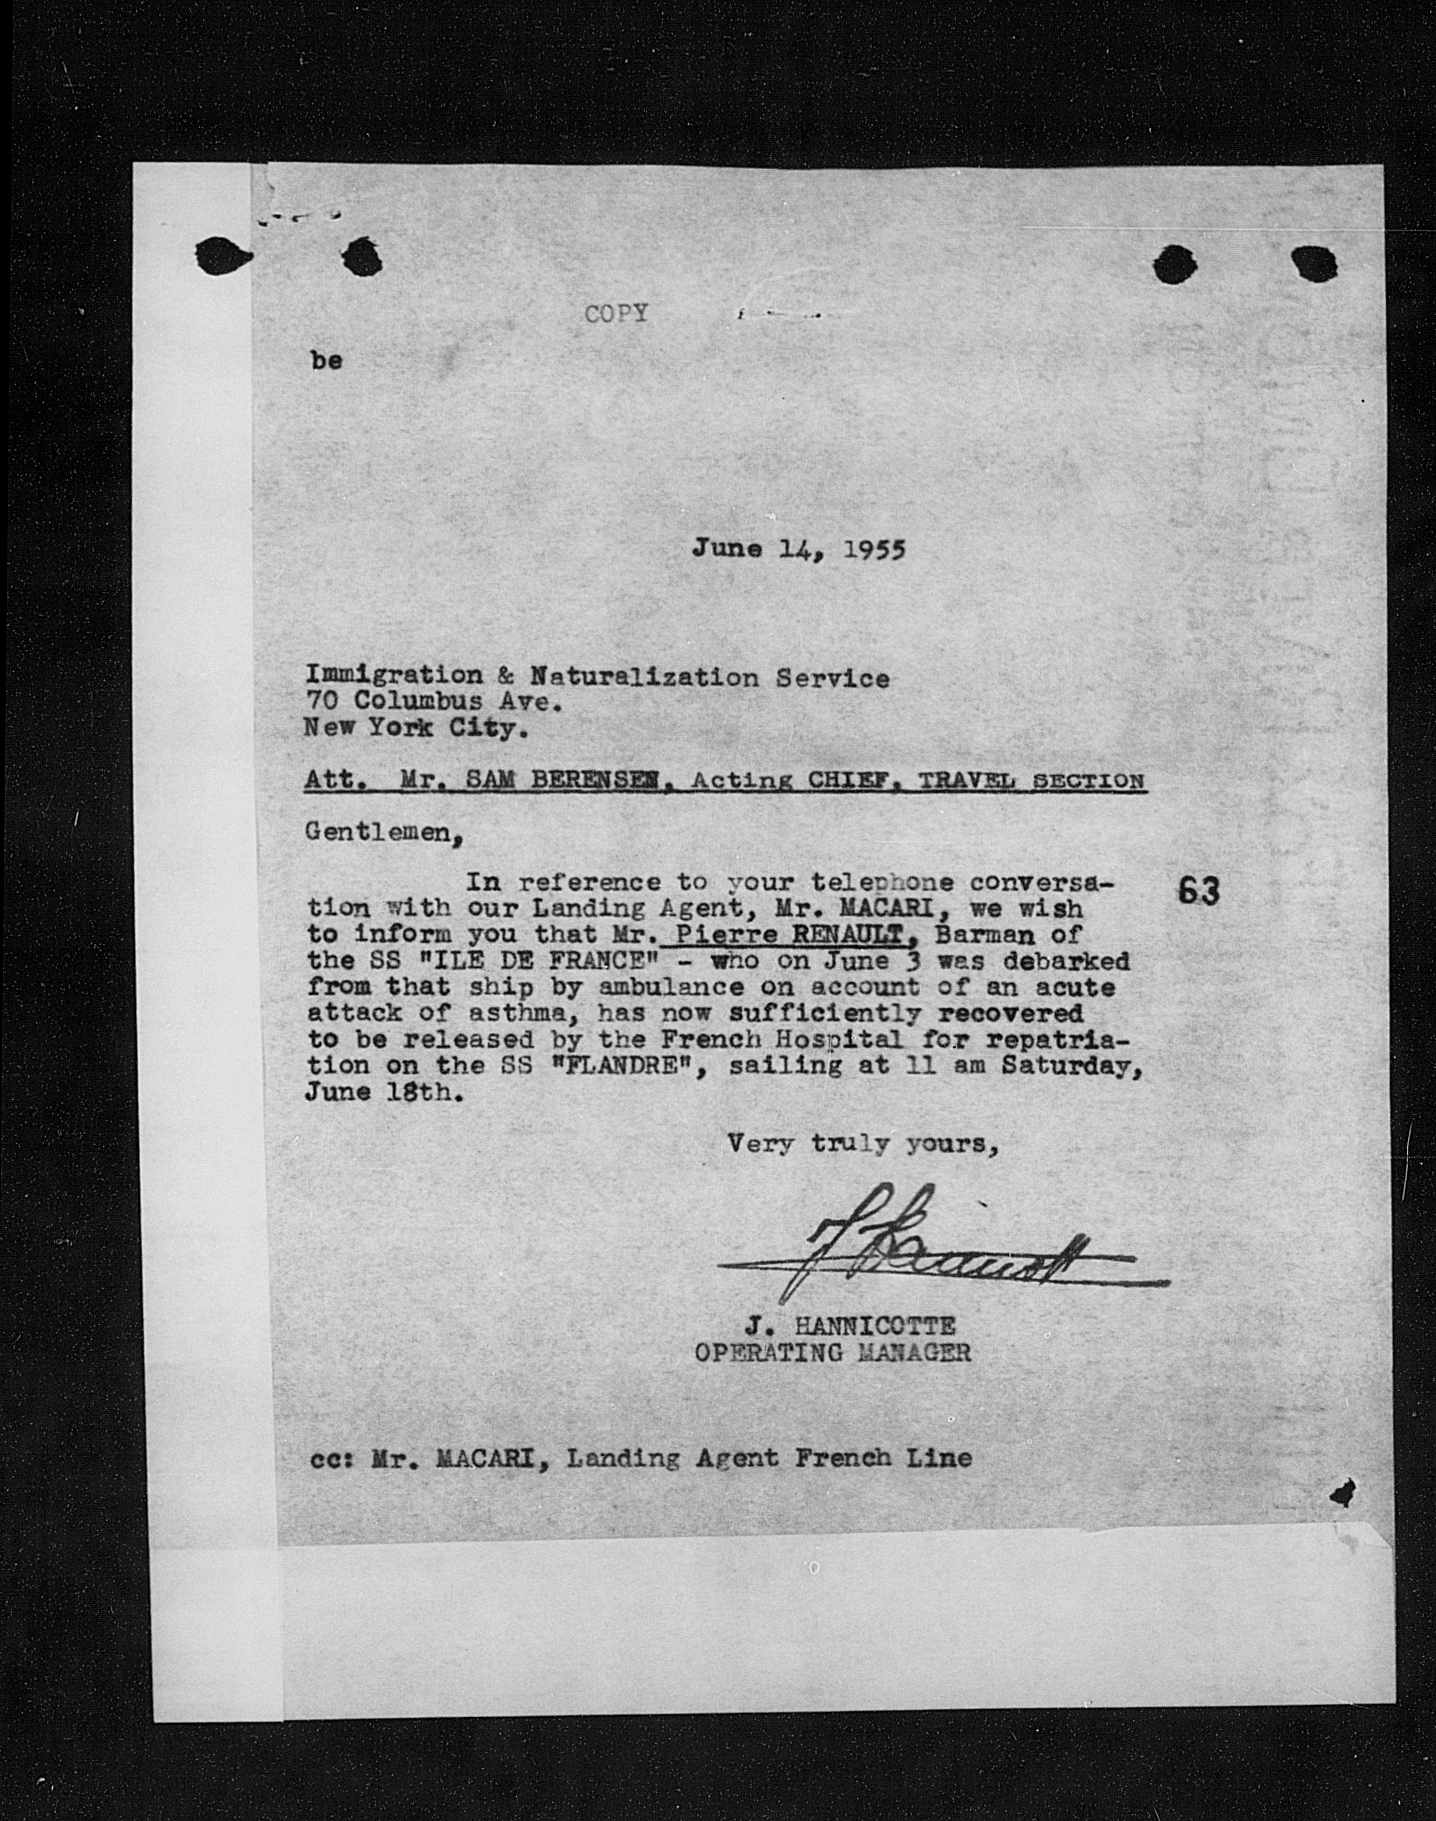 COPY
be
June 14, 1955
Immigration & Naturalization Service
70 Columbus Ave.
New York City.
Att. Mr. SAM BERENSEN, Acting CHIEF, TRAVEL SECTION
Gentlemen,
In reference to your telephone conversa-
tion with our Landing Agent, Mr. MACARI, we wish
to inform you that Mr. Pierre RENAULT, Barman of
the SS "ILE DE FRANCE" - who on June 3 was debarked
from that ship by ambulance on account of an acute
attack of asthma, has now sufficiently recovered
to be released by the French Hospital for repatria-
tion on the SS "FLANDRE", sailing at 11 am Saturday,
June 18th.
63
Very truly yours,
J Hannicott
J. HANNICOTTE
OPERATING MANAGER
cc: Mr. MACARI, Landing Agent French Line